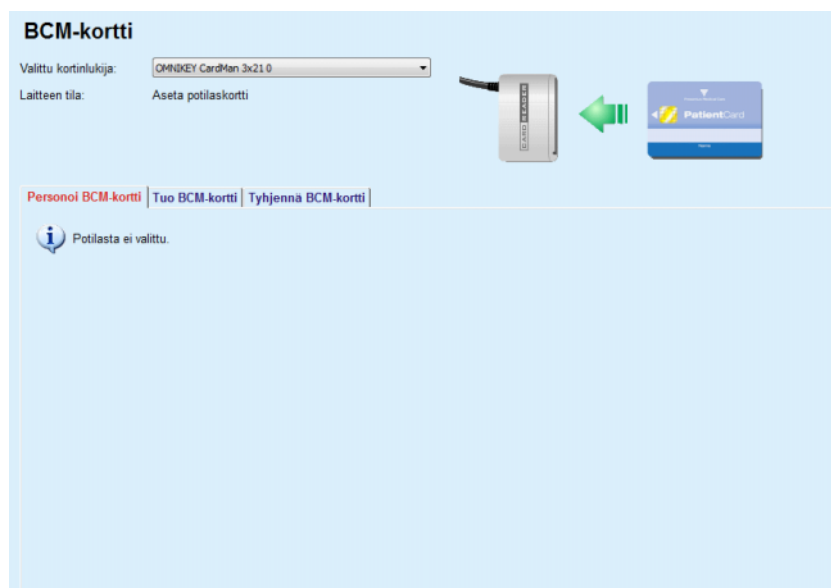 BCM-kortti
Valittu kortinlukija: OMNIKEY CardMan 3x21 0
Laitteen tila: Aseta potilaskortti
CARD READER
PatientCard
Name
Personoi BCM-kortti Tuo BCM-kortti Tyhjennä BCM-kortti
Potilasta ei valittu.